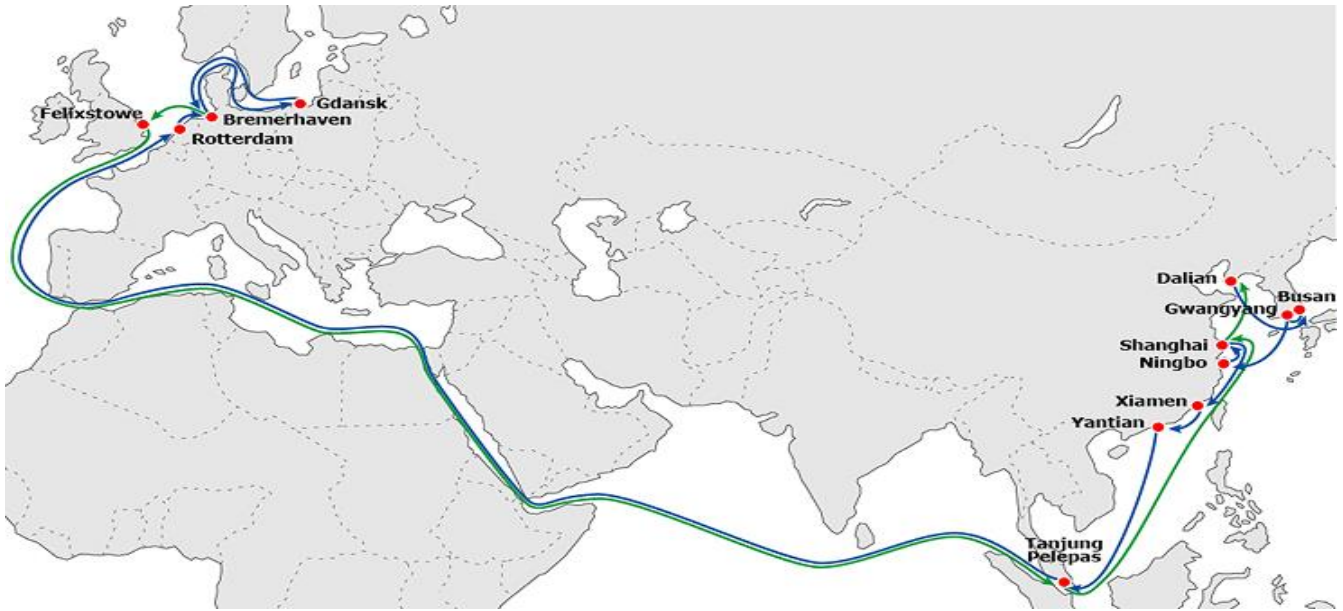 Gdansk
Felixstowe
Bremerhaven
Rotterdam
Dalian
Busan
Gwangyang
Shanghai
Ningbo
Xiamen
Yantian
Tanjung
Pelepas